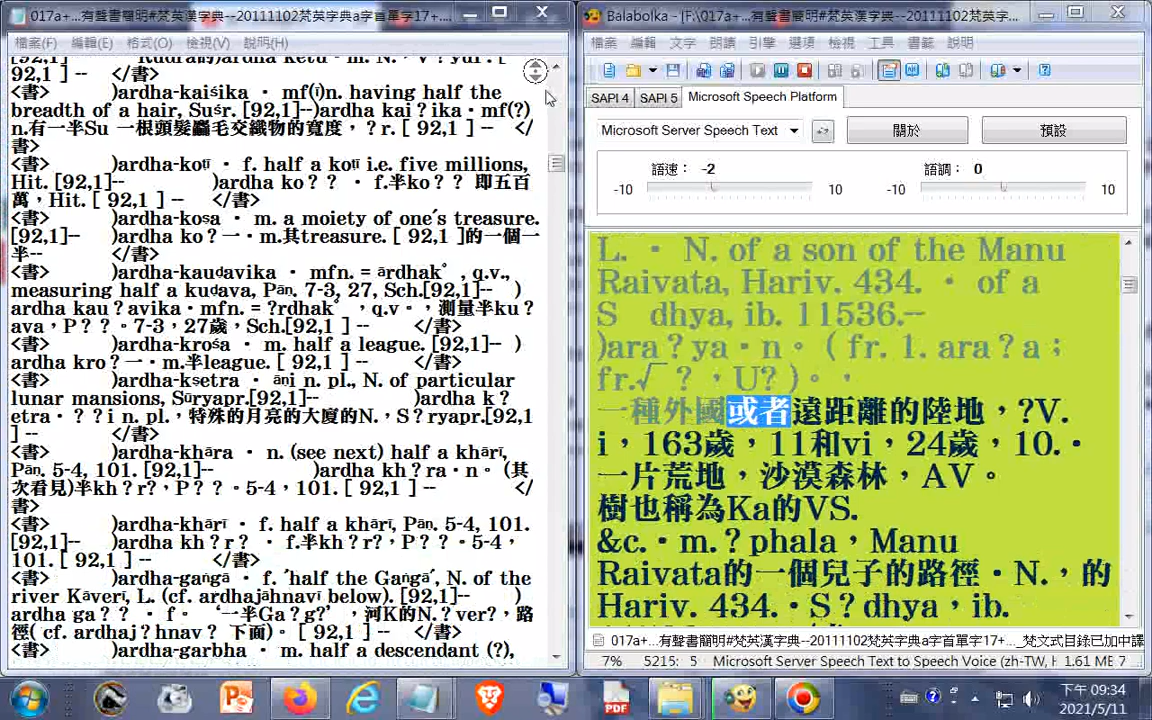 017a+...有聲書簡明#梵英漢字典--20111102梵英字典a字首單字17+...
檔案(F) 編輯(E) 格式(O) 檢視(V) 說明(H)
92,1] -- </書>
<書> )ardha-kaiśika ‧ mf(ī)n. having half the
breadth of a hair, Suśr. [92,1]--)ardha kai ? ika‧mf(?)
n.有一半Su 一根頭髮毛交織物的寬度，? r. [ 92,1 ] -- </
書>
<書> )ardha-koṭī ‧ f. half a koṭī i.e. five millions,
Hit. [92,1]-- )ardha ko ? ? ‧ f.半ko ? ? 即五百
萬，Hit. [ 92,1 ] -- </書>
<書> )ardha-kosa ‧ m. a moiety of one's treasure.
[92,1]-- )ardha ko ? 一‧m.其treasure. [ 92,1 ]的一個一
半-- </書>
<書> )ardha-kauḍavika ‧ mfn. = ārdhak°, q.v.,
measuring half a kuḍava, Pāṇ. 7-3, 27, Sch.[92,1]-- )
ardha kau ? avika‧mfn. = ?rdhak°，q.v‧，測量半ku ?
ava，P ? ? 。7-3，27歲，Sch.[92,1 ] -- </書>
<書> )ardha-krosa ‧ m. half a league. [92,1]-- )
ardha kro ? 一‧m.半league. [ 92,1 ] -- </書>
<書> )ardha-kṣetra ‧ āṇi n. pl., N. of particular
lunar mansions, Sūryapr.[92,1]-- )ardha k ?
etra‧ ? ? i n. pl.，特殊的月亮的大廈的N.，S ? ryapr.[92,1
] -- </書>
<書> )ardha-khāra ‧ n. (see next) half a khārī,
Pāṇ. 5-4, 101. [92,1]-- )ardha kh ? ra‧n。(其
次看見)半kh ? r?，P ? ? 。5-4，101. [ 92,1 ] -- </
書>
<書> )ardha-khārī ‧ f. half a khārī, Pāṇ. 5-4, 101.
[92,1]-- )ardha kh ? r ? ‧ f.半kh ? r?，P ? ? 。5-4，
101. [ 92,1 ] -- </書>
<書> )ardha-gaṅgā ‧ f. 'half the Gaṅgā', N. of the
river Kāverī, L. (cf. ardhajāhnavī below). [92,1] )
ardha ga ? ? ‧ f。‘一半Ga ? g?’，河K的N. ? ver?，路
徑( cf. ardhaj ? hnav ? 下面)。[ 92,1 ] -- </書>
<書> )ardha-garbha ‧ m. half a descendant (?),
Balabolka - [F:\017a+...有聲書簡明#梵英漢字典--20111102梵英字...
檔案 編輯 文字 朗讀 引擎 選項 檢視 工具 書籤 說明
SAPI 4 SAPI 5 Microsoft Speech Platform
Microsoft Server Speech Text 關於 預設
語速： -2 語調： 0
-10 10 -10 10
L. ‧ N. of a son of the Manu
Raivata, Hariv. 434. ‧ of a
S dhya, ib. 11536.--
)ara ? ya‧n。( fr. 1. ara ? a；
fr.√ ?，U? )。，
一種外國或者遠距離的陸地，?V.
i，163歲，11和vi，24歲，10.‧
一片荒地，沙漠森林，AV。
樹也稱為Ka的VS.
&c.‧m. ? phala，Manu
Raivata的一個兒子的路徑‧N.，的
Hariv. 434.‧S ? dhya，ib.
017a+...有聲書簡明#梵英漢字典--20111102梵英字典a字首單字17+..._梵文式目錄已加中譯
7% 5215: 5 Microsoft Server Speech Text to Speech Voice (zh-TW, 1.61 MB 7
下午 09:34
2021/5/11